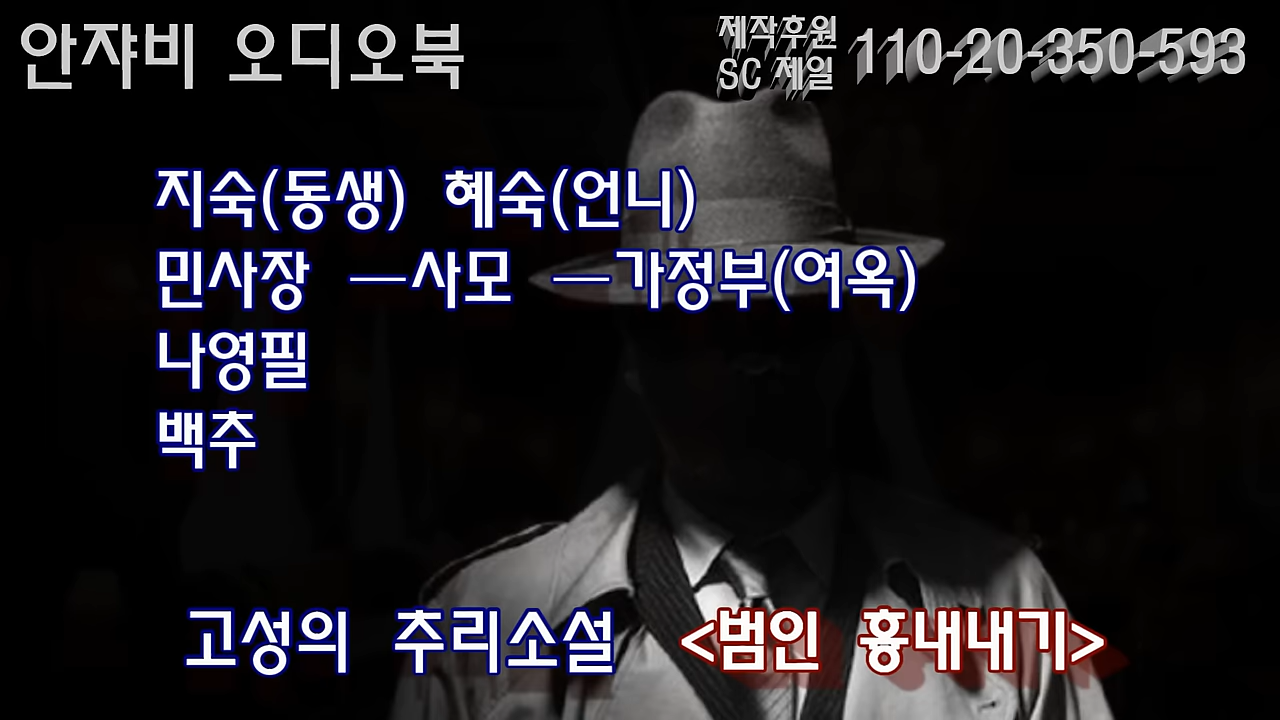 안쟈비 오디오북
제작후원
SC 제일
110-20-350-593
지숙(동생) 혜숙(언니)
민사장 —사모 —가정부(여옥)
나영필
백추
고성의 추리소설 <범인 흉내내기>